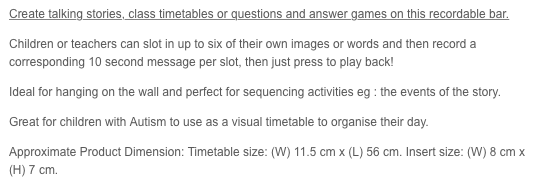 Create talking stories, class timetables or questions and answer games on this recordable bar.
Children or teachers can slot in up to six of their own images or words and then record a
corresponding 10 second message per slot, then just press to play back!
Ideal for hanging on the wall and perfect for sequencing activities eg : the events of the story.
Great for children with Autism to use as a visual timetable to organise their day.
Approximate Product Dimension: Timetable size: (W) 11.5 cm x (L) 56 cm. Insert size: (W) 8 cm x
(H) 7 cm.